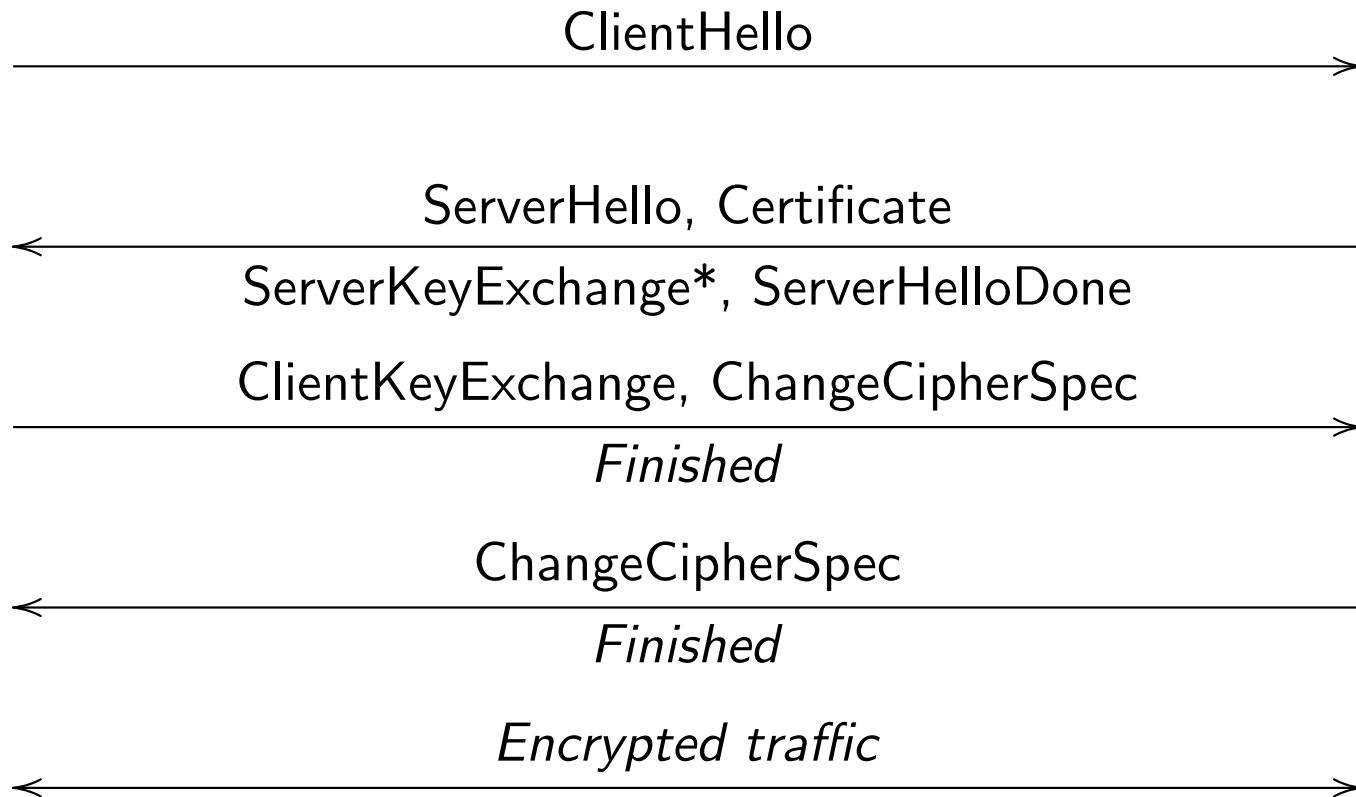 ClientHello
ServerHello, Certificate
ServerKeyExchange*, ServerHelloDone
ClientKeyExchange, ChangeCipherSpec
Finished
ChangeCipherSpec
Finished
Encrypted traffic